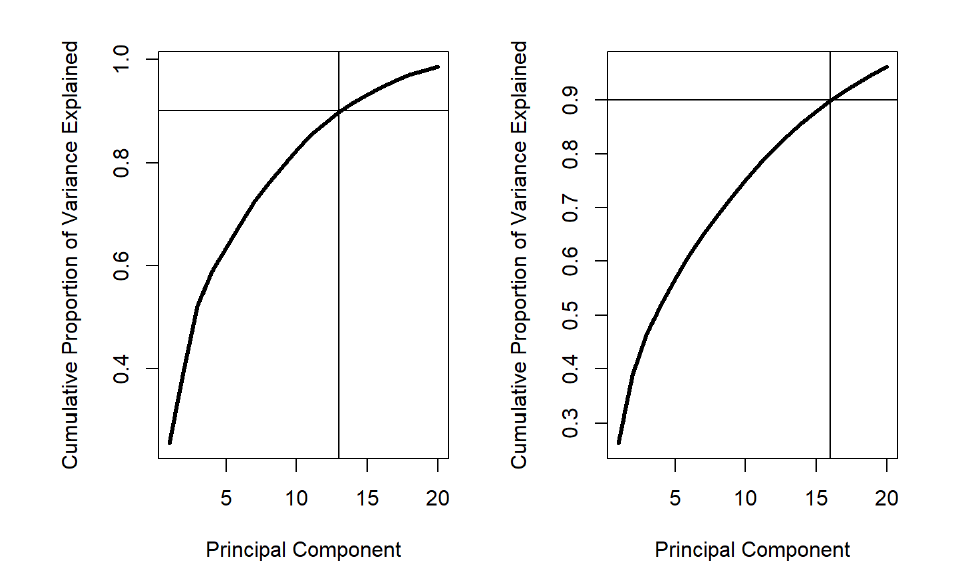 Cumulative Proportion of Variance Explained
1.0
0.8
0.6
0.4
5 10 15 20
Principal Component
Cumulative Proportion of Variance Explained
0.9
0.8
0.7
0.6
0.5
0.4
0.3
5 10 15 20
Principal Component